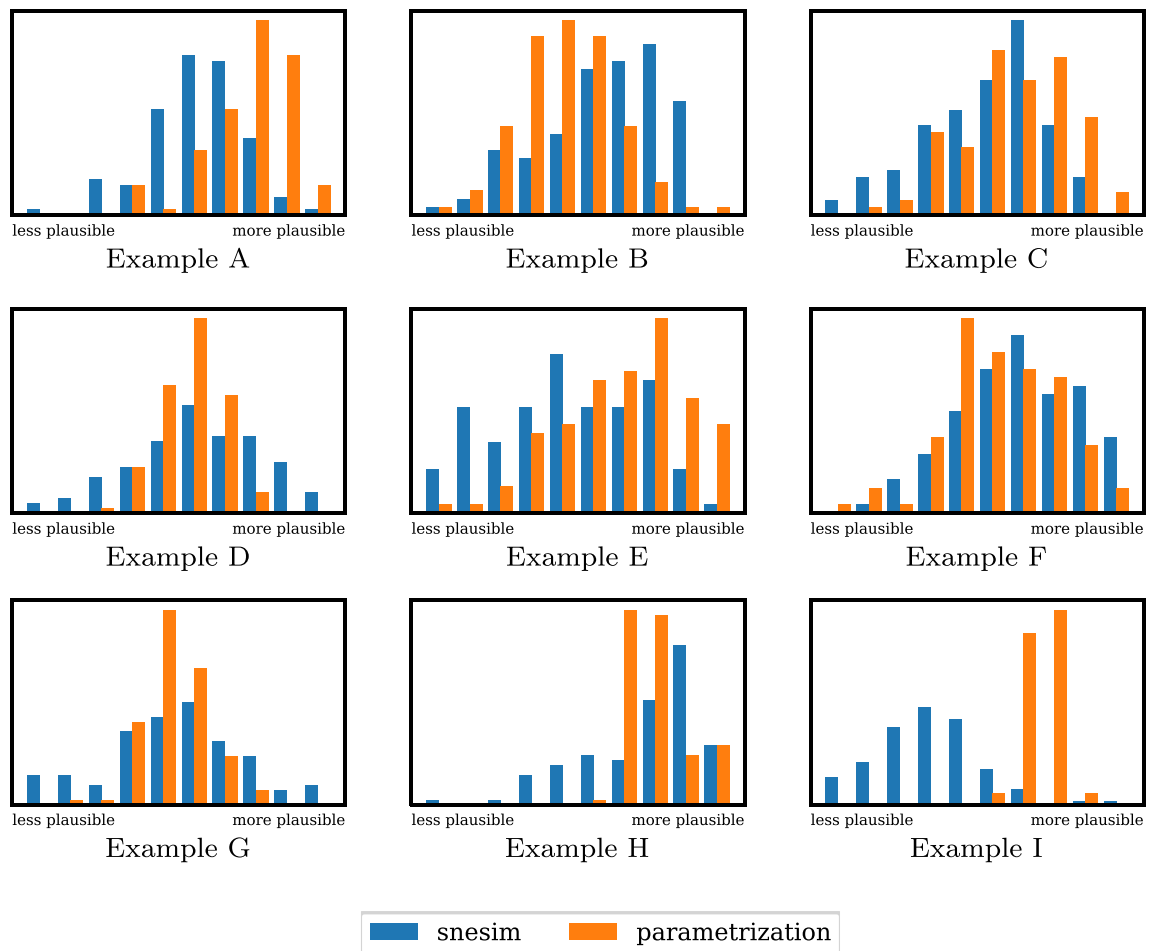 less plausible more plausible less plausible more plausible less plausible more plausible
Example A Example B Example C
less plausible more plausible less plausible more plausible less plausible more plausible
Example D Example E Example F
less plausible more plausible less plausible more plausible less plausible more plausible
Example G Example H Example I
snesim parametrization